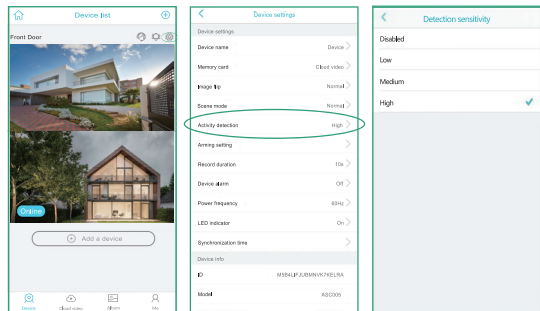 Device list
Front Door
Online
Add a device
Device
Cloud video
Album
Me
Device settings
Device settings
Device name Device
Memory card Cloud video
Image flip Normal
Scene mode Normal
Activity detection High
Arming setting
Record duration 10s
Device alarm Off
Power frequency 60Hz
LED indicator On
Synchronization time
Device info
ID
Model ABC005
Detection sensitivity
Disabled
Low
Medium
High